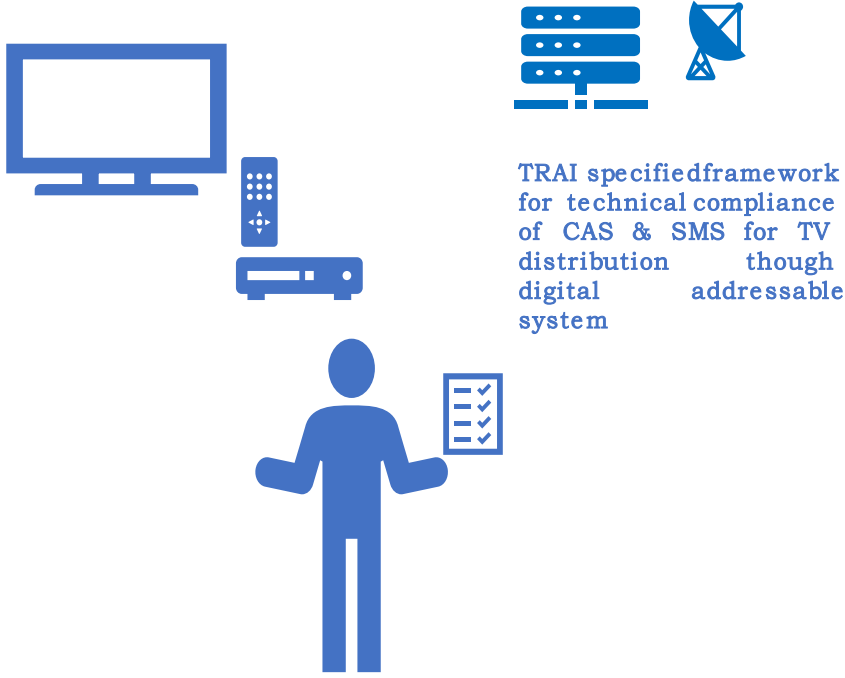 TRAI specifiedframework
for technical compliance
of CAS & SMS for TV
distribution though
digital addressable
system